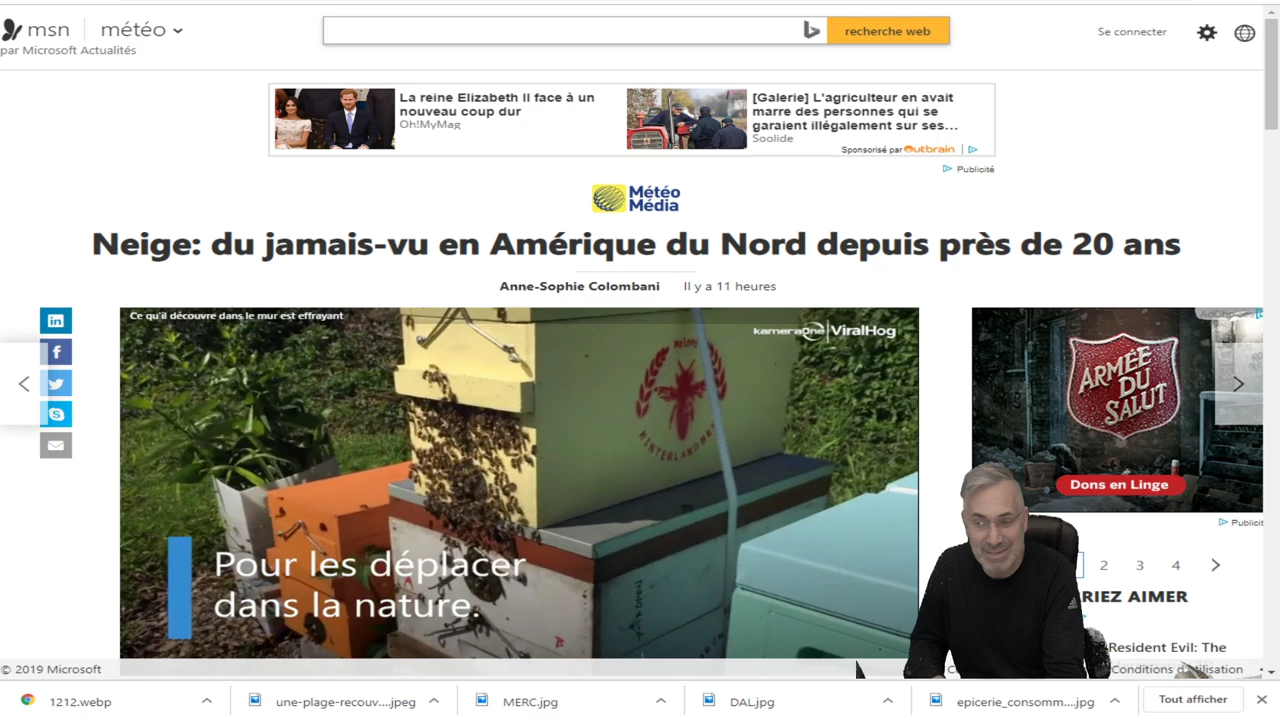 msn
météo
par Microsoft Actualités
recherche web
Se connecter
La reine Elizabeth II face à un
nouveau coup dur
Oh!MyMag
[Galerie] L'agriculteur en avait
marre des personnes qui se
garaient illégalement sur ses...
Soolide
Sponsorisé par Outbrain
Publicité
Météo
Média
Neige: du jamais-vu en Amérique du Nord depuis près de 20 ans
Anne-Sophie Colombani Il y a 11 heures
Ce qu'il découvre dans le mur est effrayant
kameraone ViralHog
AdChoices
ARMÉE
DU
SALUT
HINTERLAND BEES
Pour les déplacer
dans la nature.
Dons en Linge
Publicit
2 3 4
RIEZ AIMER
Resident Evil: The
© 2019 Microsoft
Conditions d'utilisation
1212.webp
une-plage-recouv....jpeg
MERC.jpg
DAL.jpg
epicerie_consomm....jpg
Tout afficher